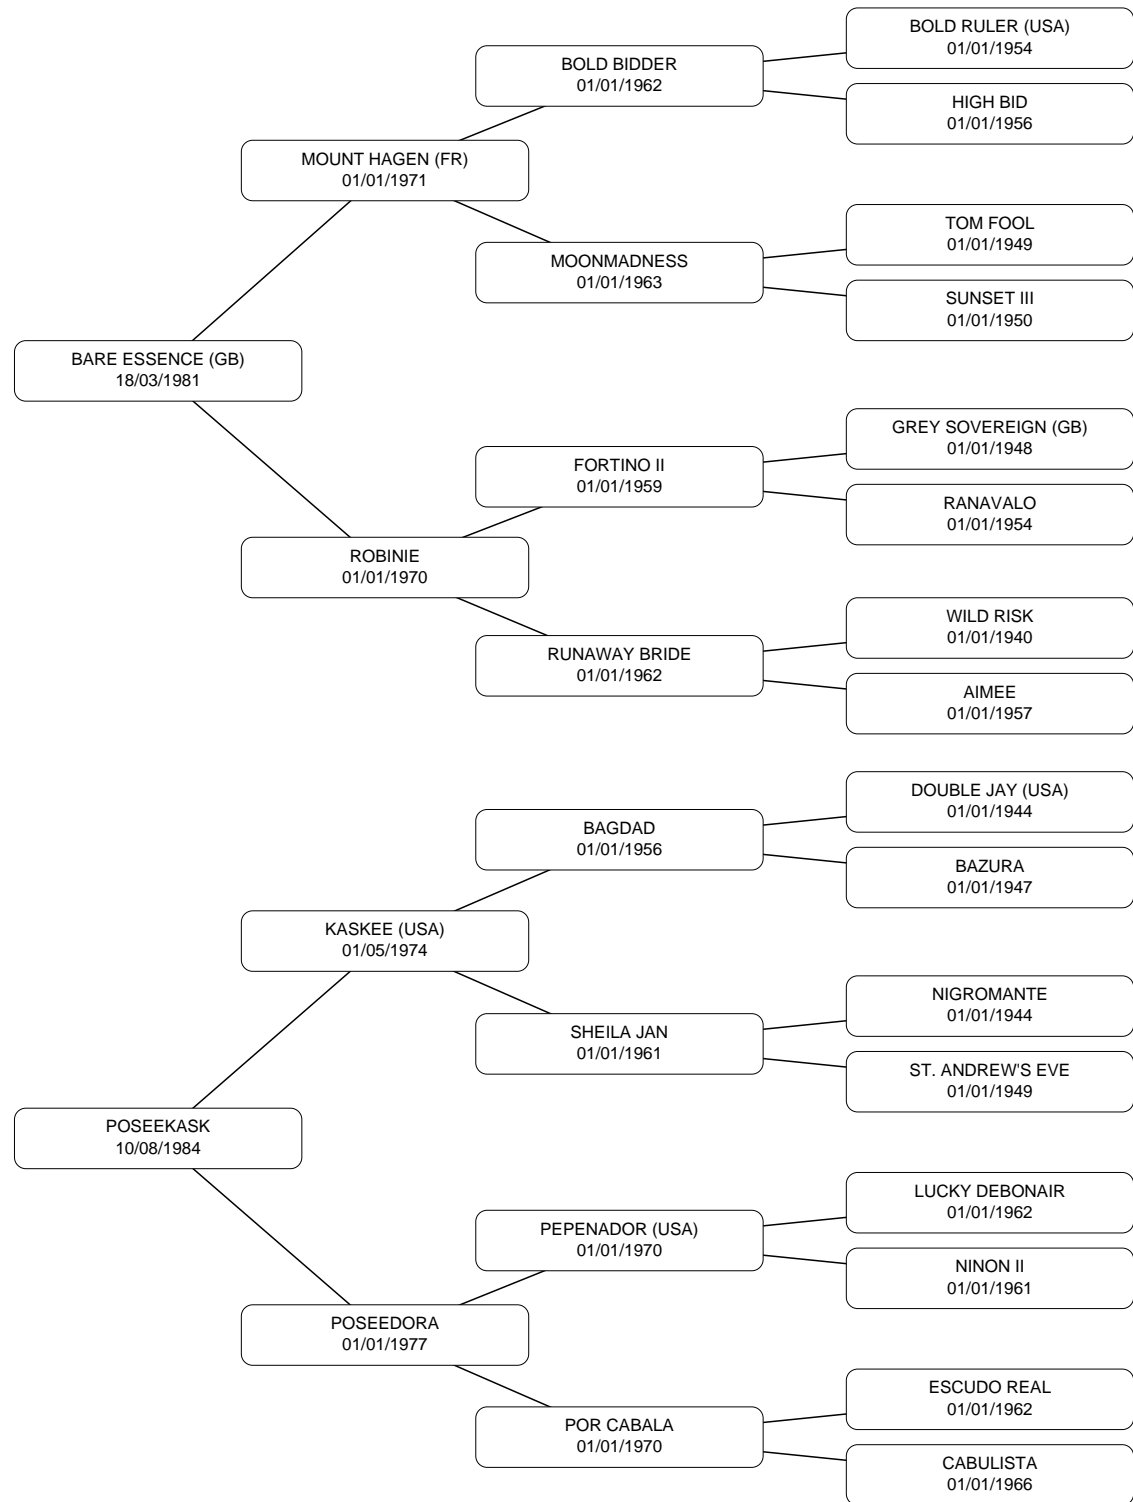 BOLD RULER (USA)
01/01/1954
BOLD BIDDER
01/01/1962
HIGH BID
01/01/1956
MOUNT HAGEN (FR)
01/01/1971
TOM FOOL
01/01/1949
MOONMADNESS
01/01/1963
SUNSET III
01/01/1950
BARE ESSENCE (GB)
18/03/1981
GREY SOVEREIGN (GB)
01/01/1948
FORTINO II
01/01/1959
RANAVALO
01/01/1954
ROBINIE
01/01/1970
WILD RISK
01/01/1940
RUNAWAY BRIDE
01/01/1962
AIMEE
01/01/1957
DOUBLE JAY (USA)
01/01/1944
BAGDAD
01/01/1956
BAZURA
01/01/1947
KASKEE (USA)
01/05/1974
NIGROMANTE
01/01/1944
SHEILA JAN
01/01/1961
ST. ANDREW'S EVE
01/01/1949
POSEEKASK
10/08/1984
LUCKY DEBONAIR
01/01/1962
PEPENADOR (USA)
01/01/1970
NINON II
01/01/1961
POSEEDORA
01/01/1977
ESCUDO REAL
01/01/1962
POR CABALA
01/01/1970
CABULISTA
01/01/1966